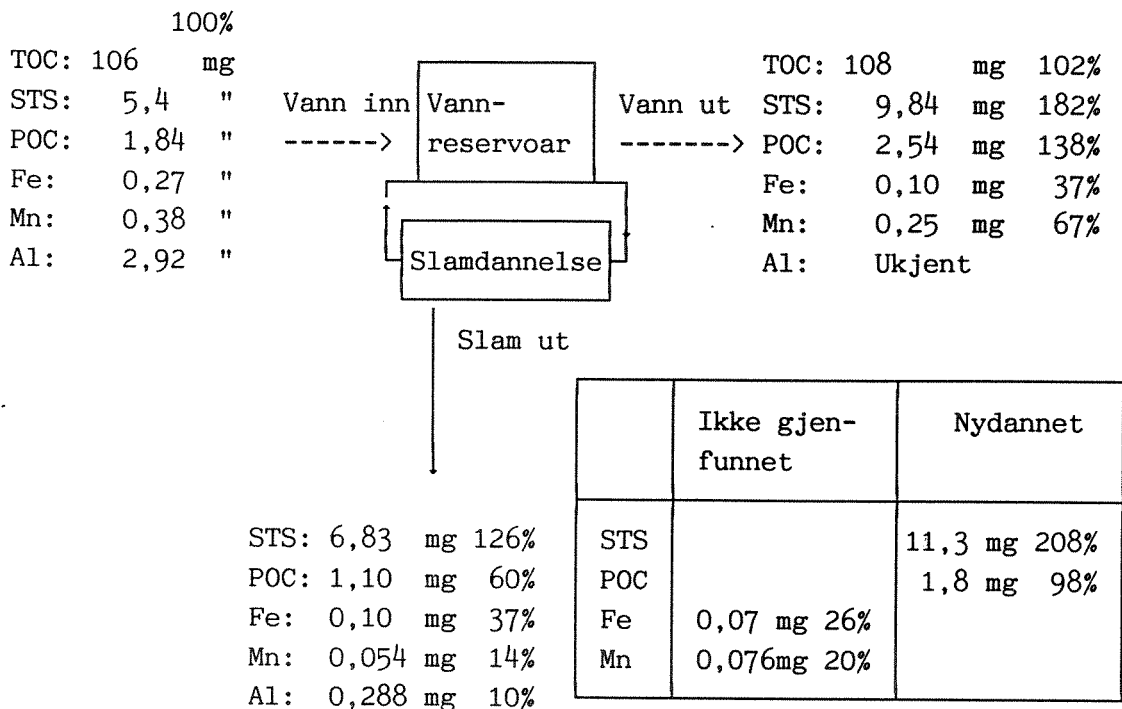 100%
TOC: 106 mg
STS: 5,4 "
POC: 1,84 "
Fe: 0,27 "
Mn: 0,38 "
Al: 2,92 "
Vann inn
------>
Vann-
reservoar
Slamdannelse
Vann ut
------->
TOC: 108 mg 102%
STS: 9,84 mg 182%
POC: 2,54 mg 138%
Fe: 0,10 mg 37%
Mn: 0,25 mg 67%
Al: Ukjent
Slam ut
STS: 6,83 mg 126%
POC: 1,10 mg 60%
Fe: 0,10 mg 37%
Mn: 0,054 mg 14%
Al: 0,288 mg 10%
Ikke gjen-
funnet
Nydannet
STS 11,3 mg 208%
POC 1,8 mg 98%
Fe 0,07 mg 26%
Mn 0,076mg 20%